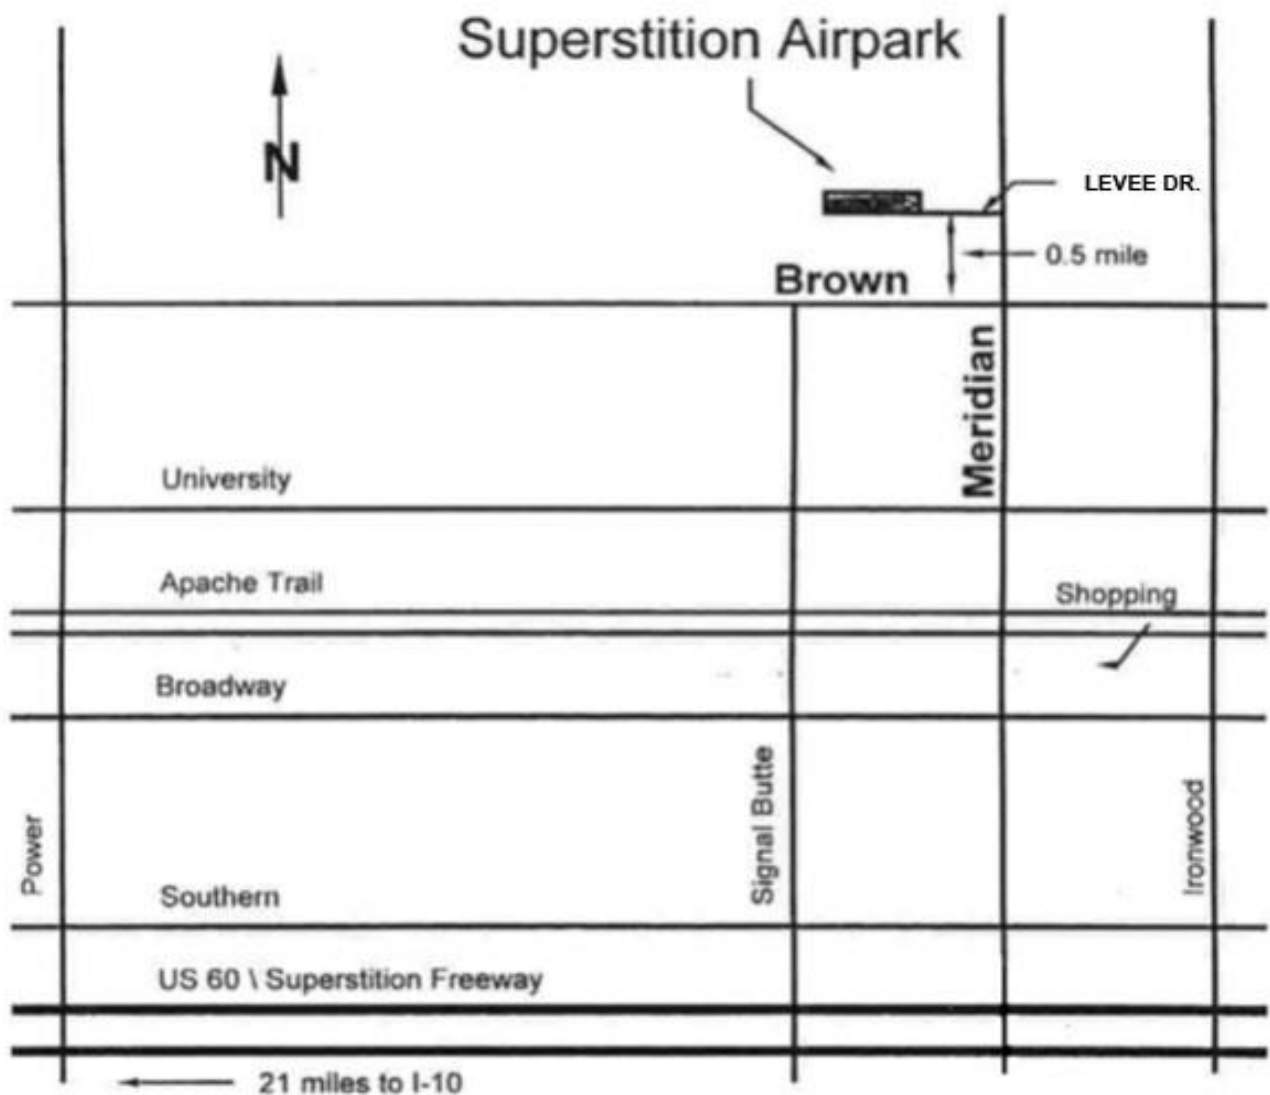 Superstition Airpark
N
LEVEE DR.
0.5 mile
Brown
Meridian
University
Apache Trail
Shopping
Broadway
Signal Butte
Ironwood
Power
Southern
US 60 \ Superstition Freeway
21 miles to I-10